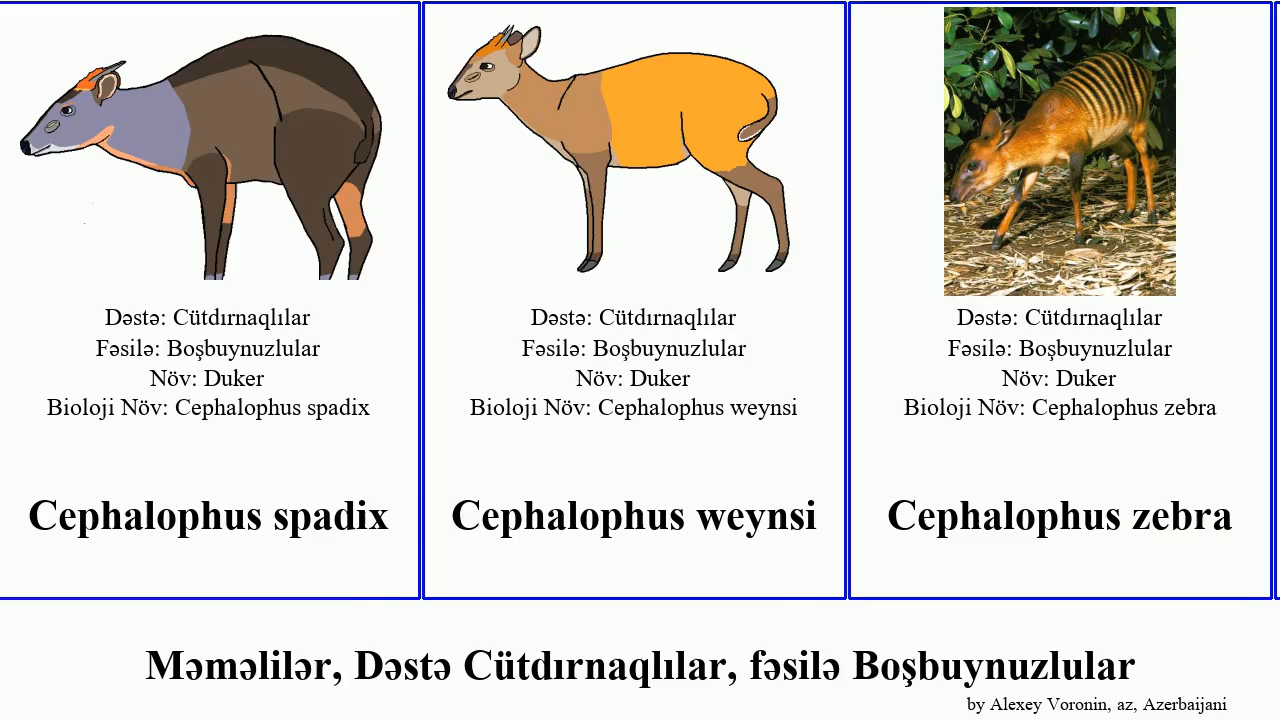 Dəstə: Cütdırnaqlılar
Fəsilə: Boşbuynuzlular
Növ: Duker
Bioloji Növ: Cephalophus spadix
Cephalophus spadix
Dəstə: Cütdırnaqlılar
Fəsilə: Boşbuynuzlular
Növ: Duker
Bioloji Növ: Cephalophus weynsi
Cephalophus weynsi
Dəstə: Cütdırnaqlılar
Fəsilə: Boşbuynuzlular
Növ: Duker
Bioloji Növ: Cephalophus zebra
Cephalophus zebra
Məməlilər, Dəstə Cütdırnaqlılar, fəsilə Boşbuynuzlular
by Alexey Voronin, az, Azerbaijani